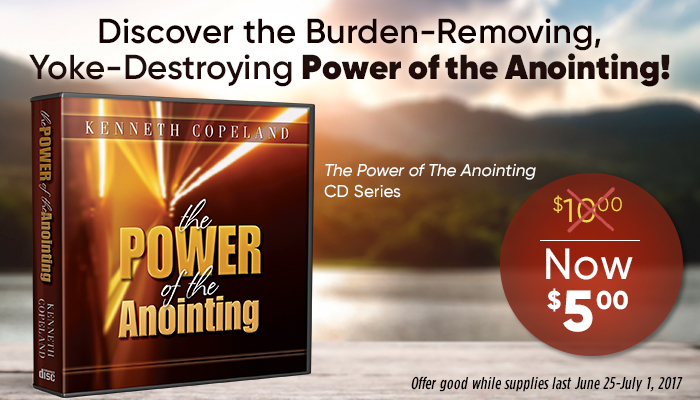 Discover the Burden-Removing,
Yoke-Destroying Power of the Anointing!
KENNETH COPELAND
the
POWER
of the
Anointing
the POWER of the Anointing
KENNETH COPELAND
disc
The Power of The Anointing
CD Series
$10 00
Now
$5 00
Offer good while supplies last June 25-July 1, 2017